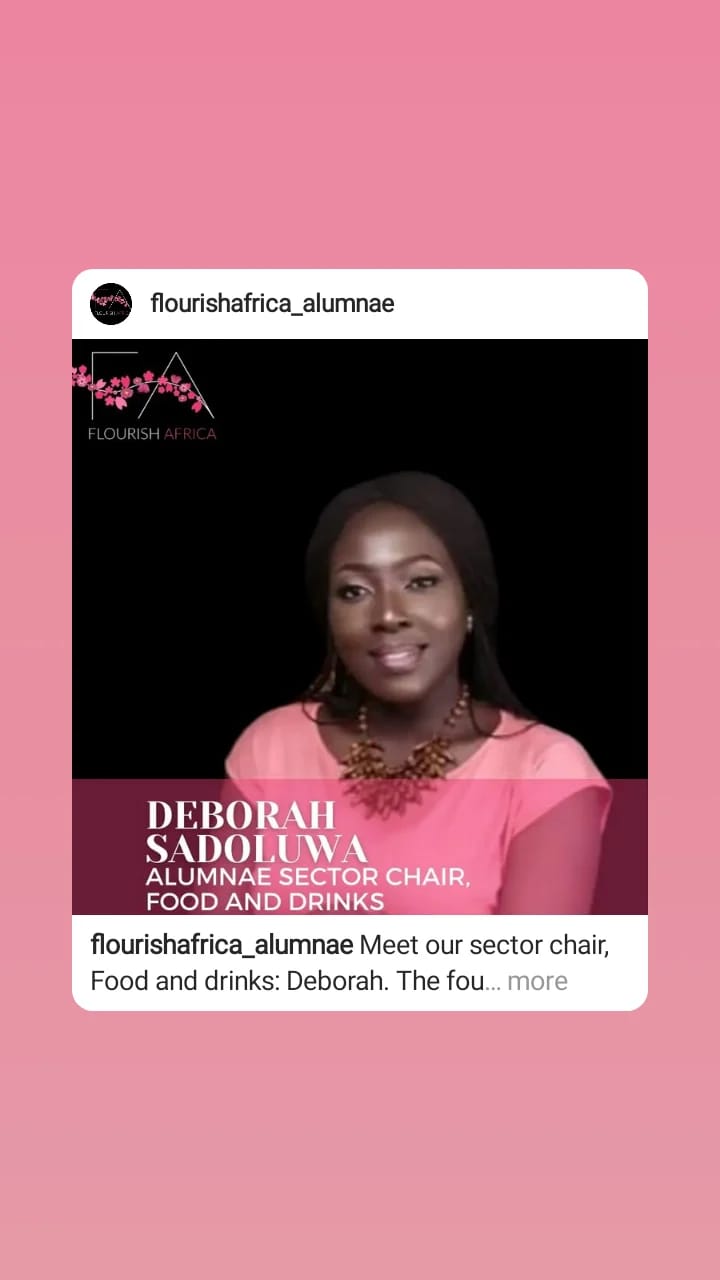 flourishafrica_alumnae
FLOURISH AFRICA
DEBORAH
SADOLUWA
ALUMNAE SECTOR CHAIR,
FOOD AND DRINKS
flourishafrica_alumnae Meet our sector chair,
Food and drinks: Deborah. The fou... more